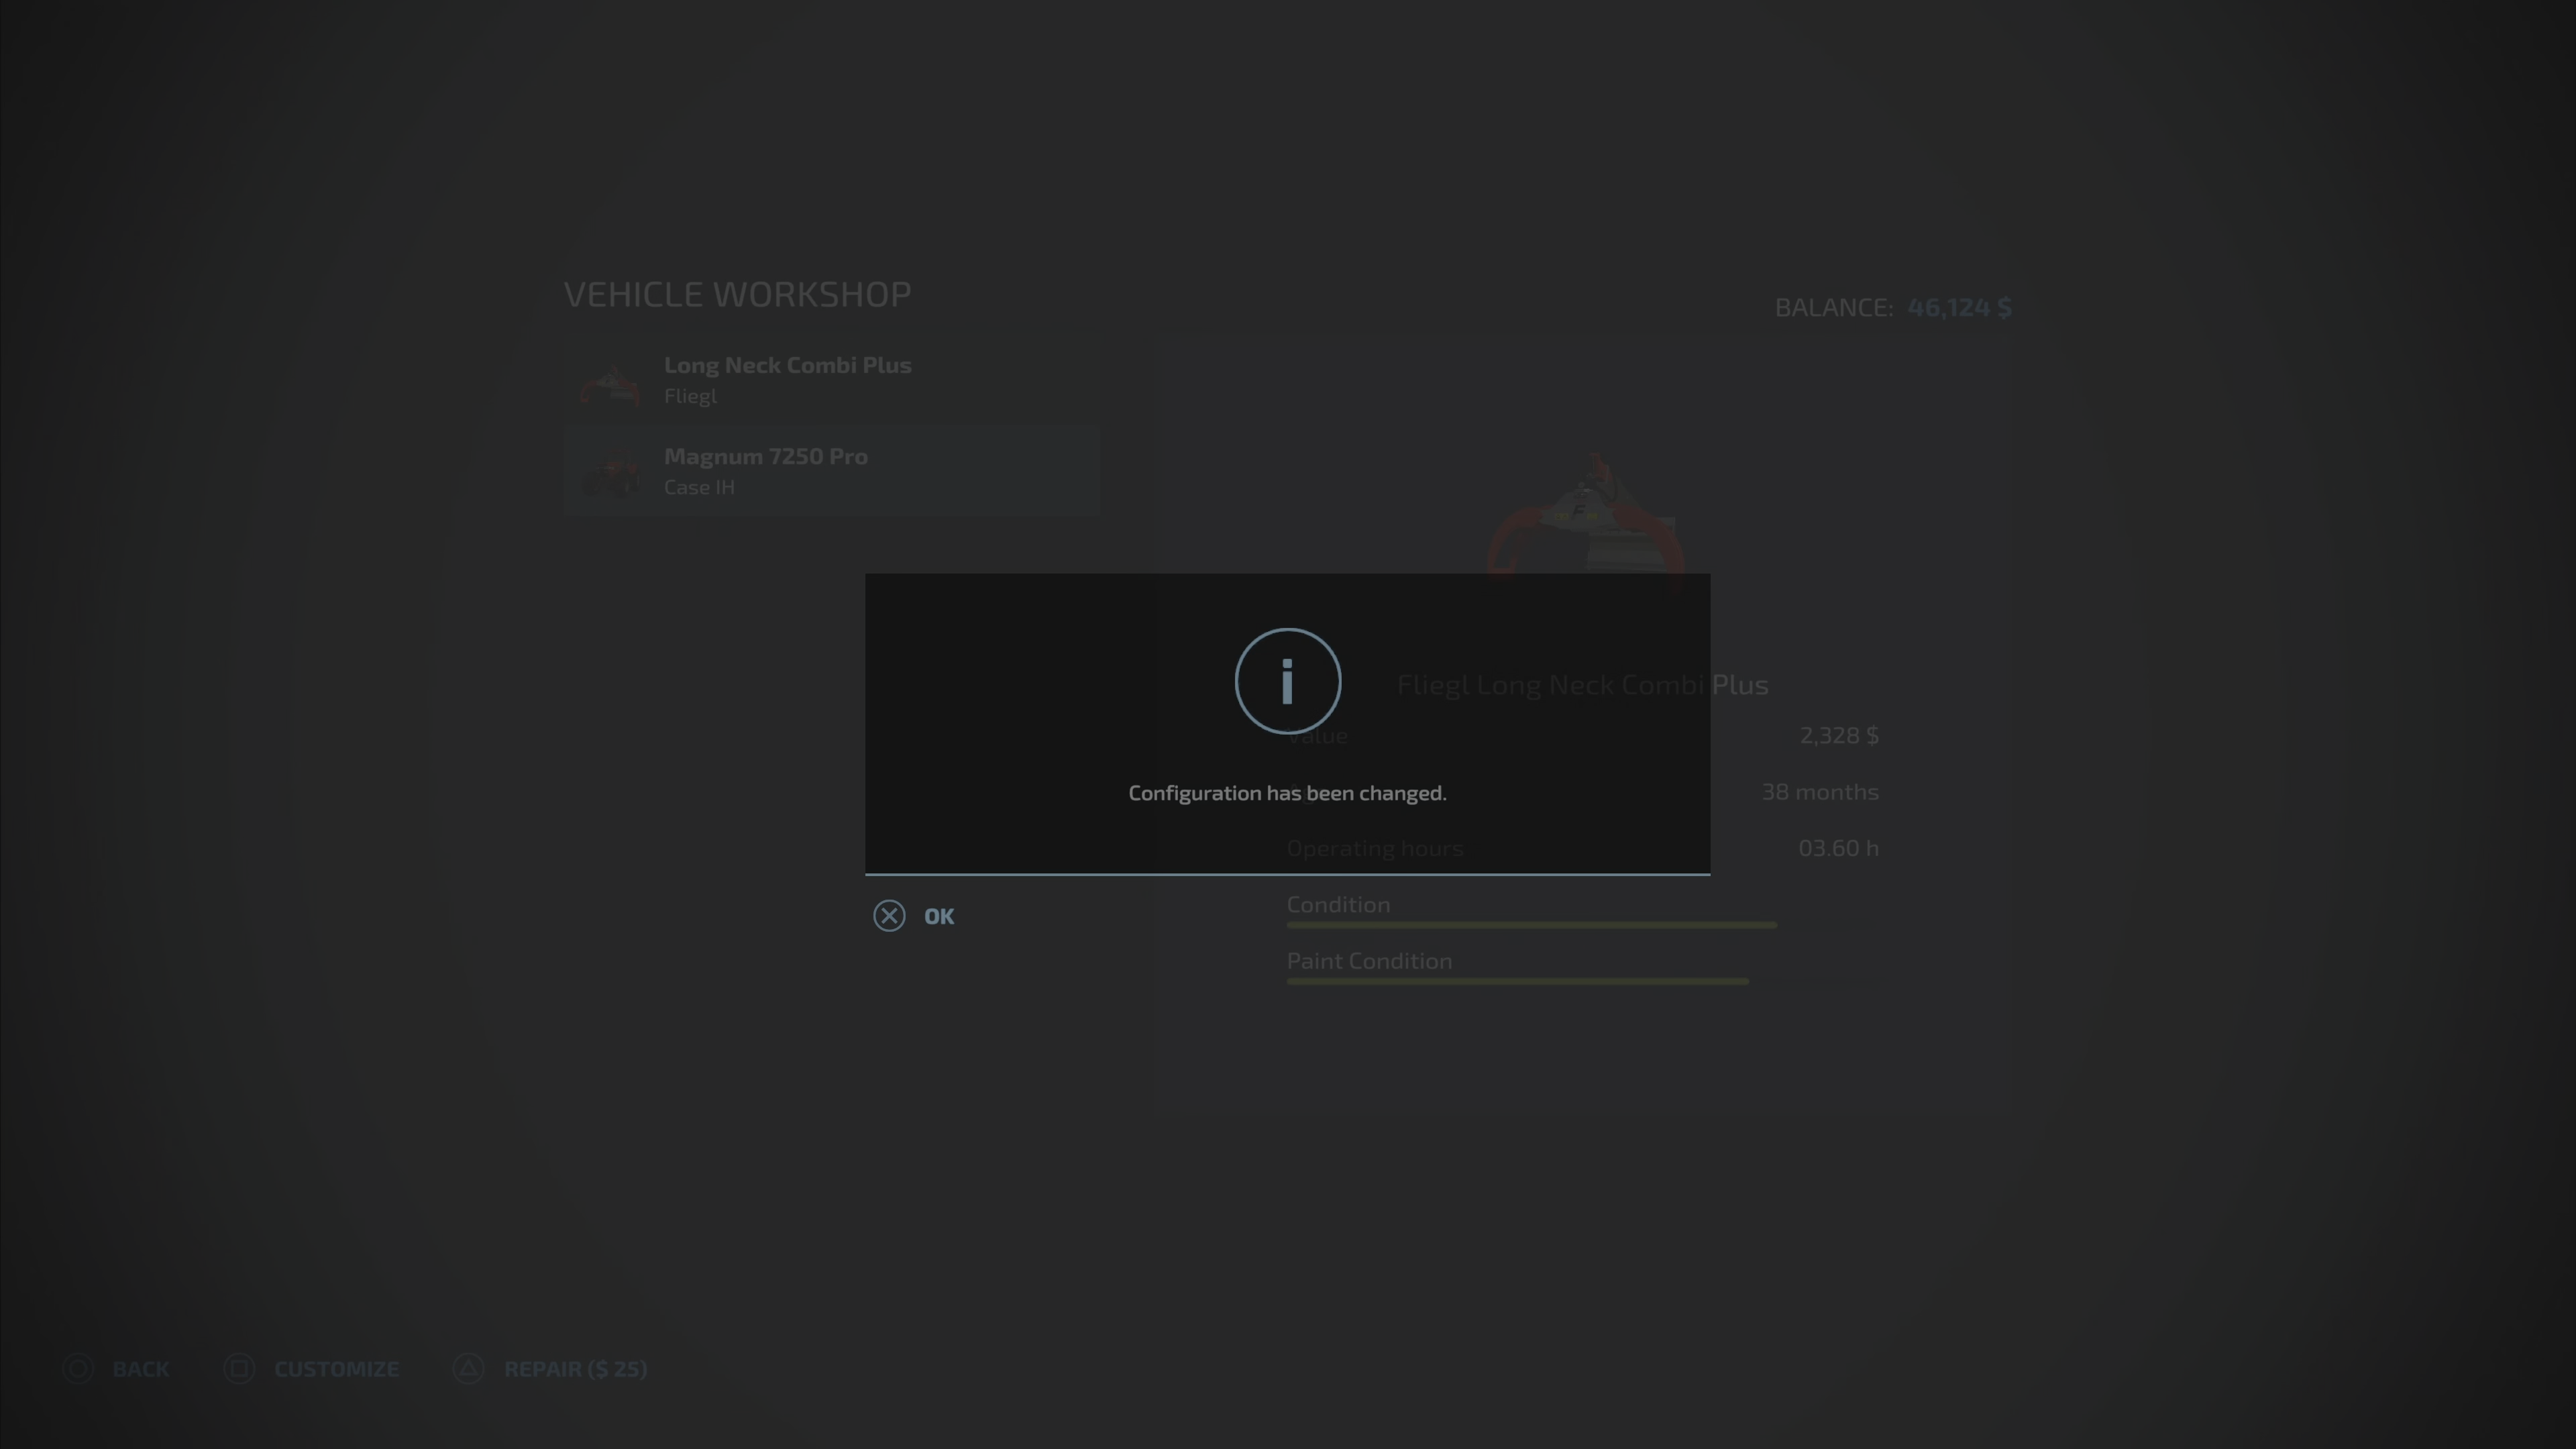 VEHICLE WORKSHOP
BALANCE: 46,124 $
Long Neck Combi Plus
Fliegl
Magnum 7250 Pro
Case IH
F
i
Fliegl Long Neck Combi Plus
Value 2,328 $
38 months
Configuration has been changed.
Operating hours 03.60 h
Condition
OK
Paint Condition
BACK CUSTOMIZE REPAIR ($ 25)